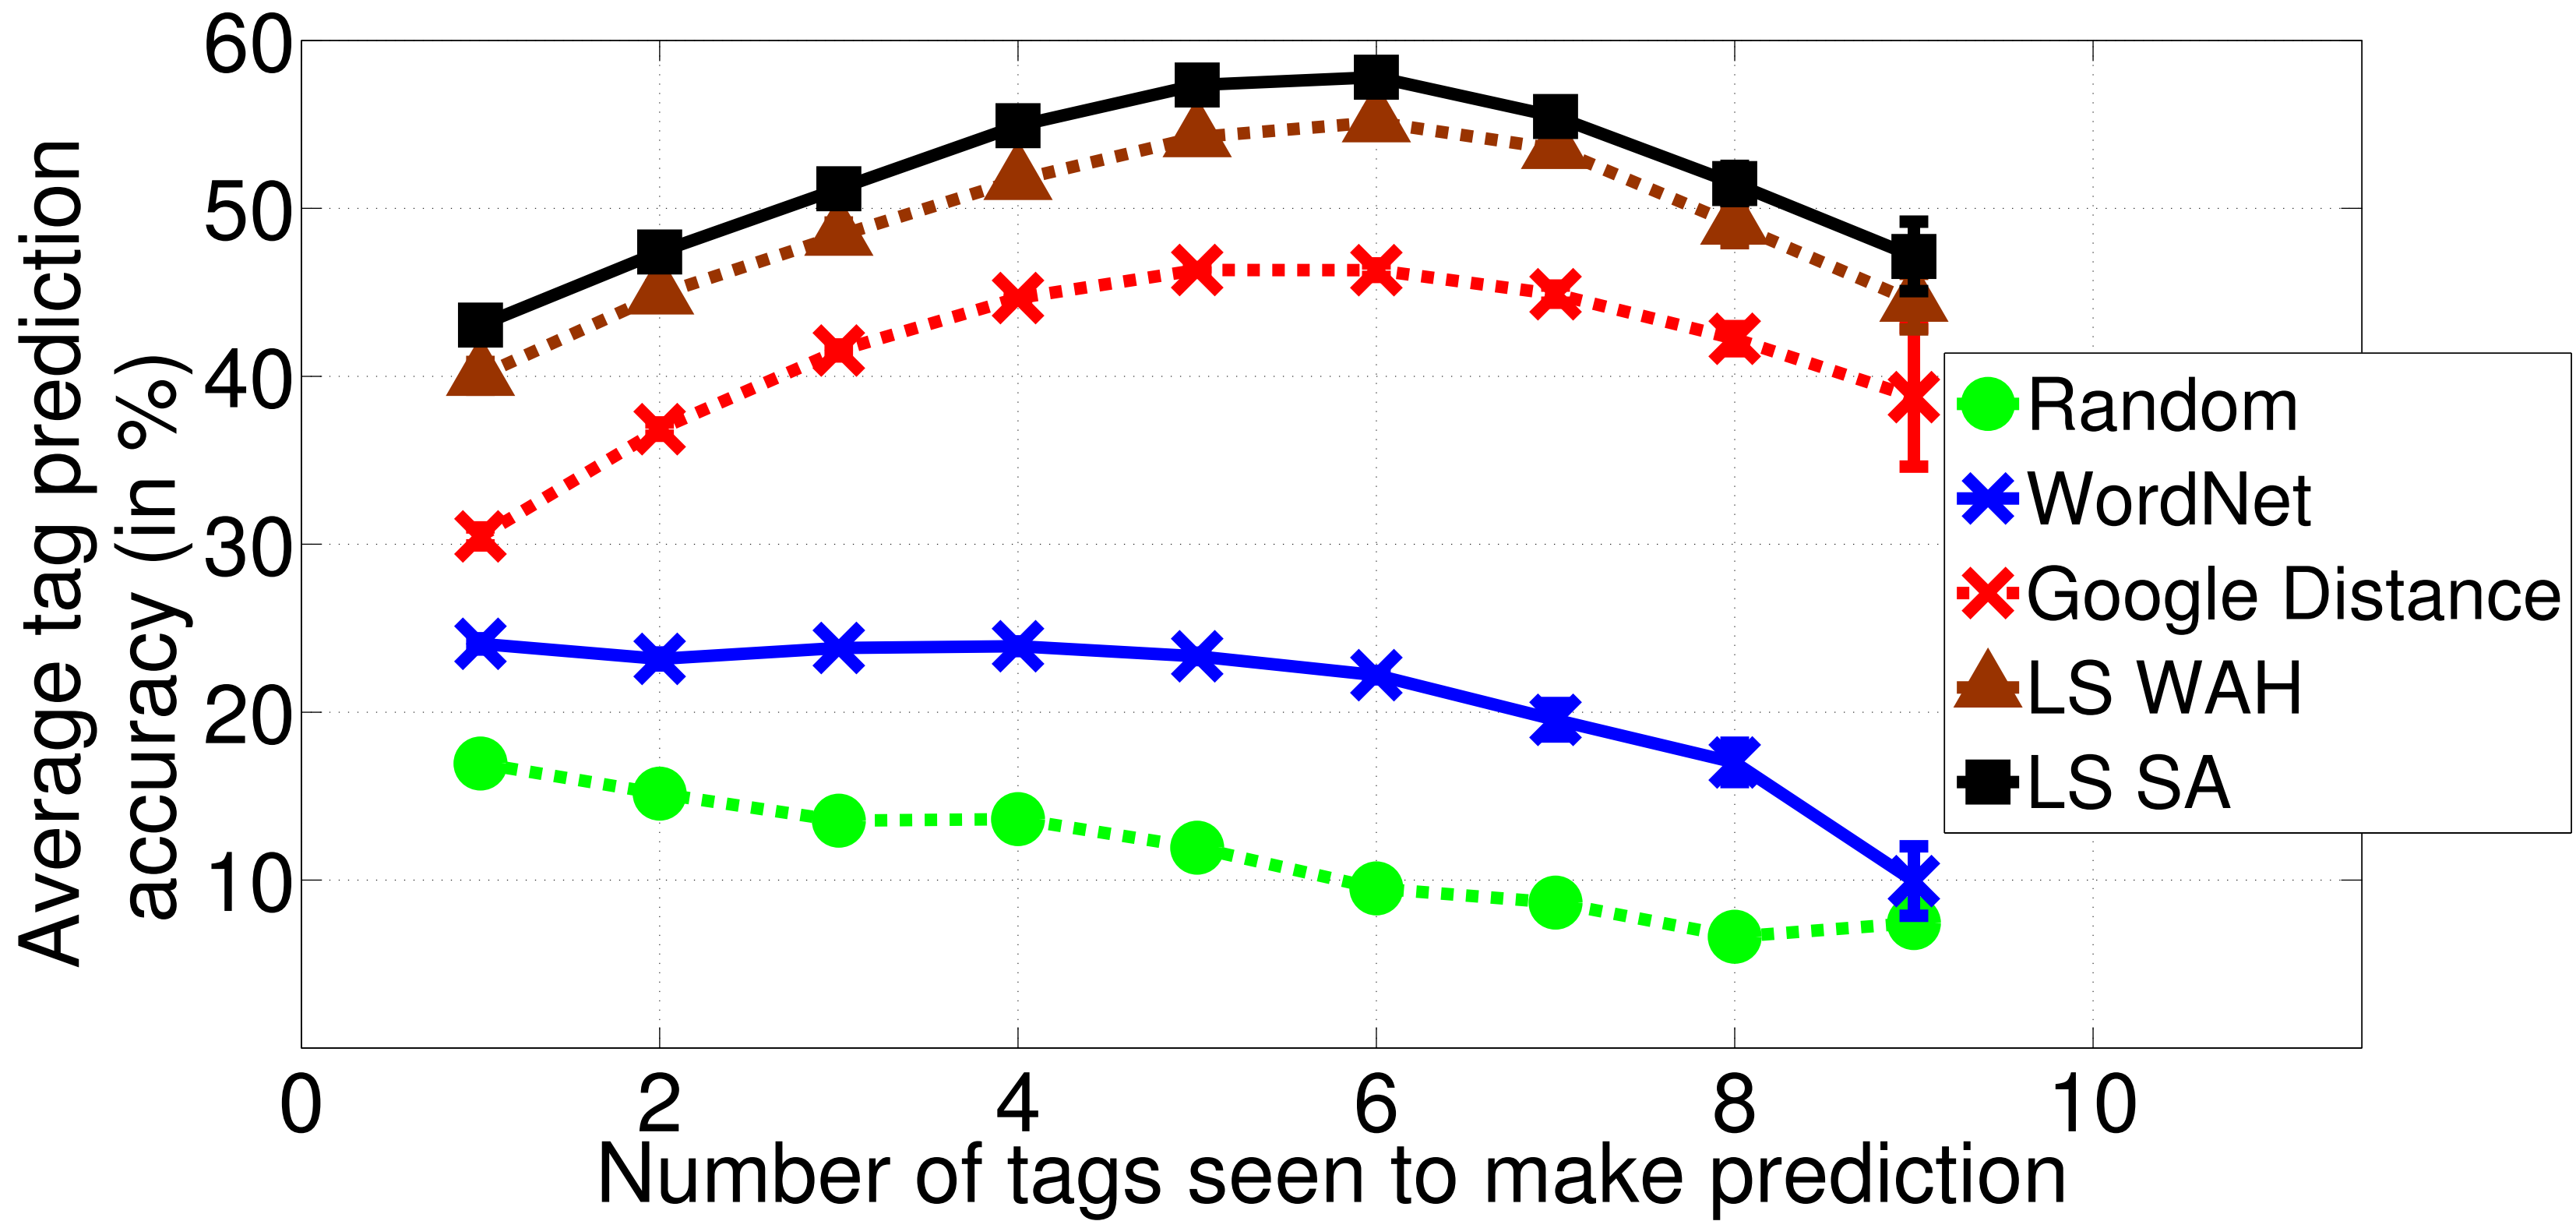 Average tag prediction
accuracy (in %)
60
50
40
30
20
10
0 2 4 6 8 10
Number of tags seen to make prediction
Random
WordNet
Google Distance
LS WAH
LS SA